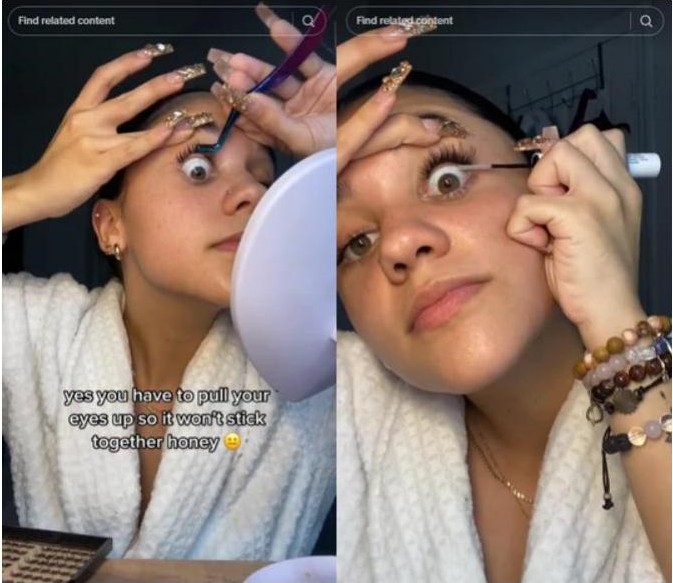 Find related content
Find related content
yes you have to pull your
eyes up so it won't stick
together honey 😐